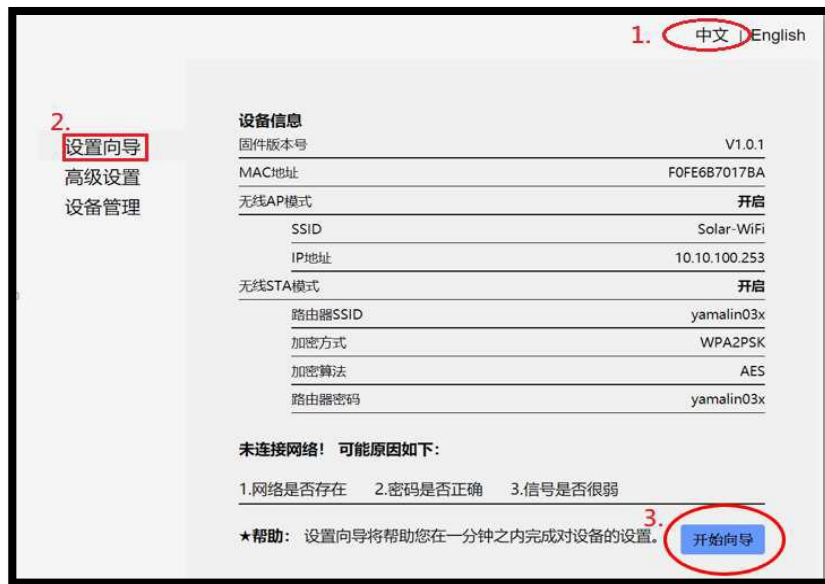 1. 中文 | English
2.
设置向导
高级设置
设备管理
设备信息
固件版本号 V1.0.1
MAC地址 F0FE6B7017BA
无线AP模式 开启
SSID Solar-WiFi
IP地址 10.10.100.253
无线STA模式 开启
路由器SSID yamalin03x
加密方式 WPA2PSK
加密算法 AES
路由器密码 yamalin03x
未连接网络! 可能原因如下:
1.网络是否存在 2.密码是否正确 3.信号是否很弱
3.
★帮助: 设置向导将帮助您在一分钟之内完成对设备的设置。 开始向导